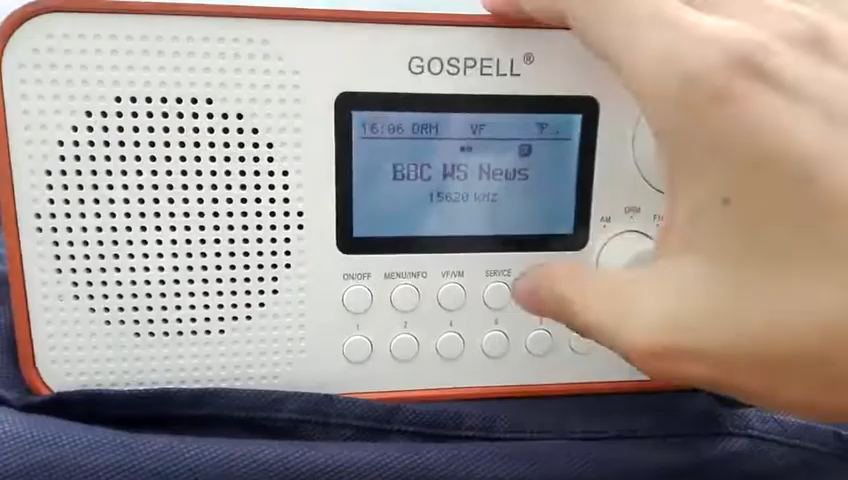 GOSPELL®
16:06 DRM VF
BBC WS News
15620 kHz
AM DRM FM
ON/OFF MENU/INFO VF/VM SERVICE
1 2